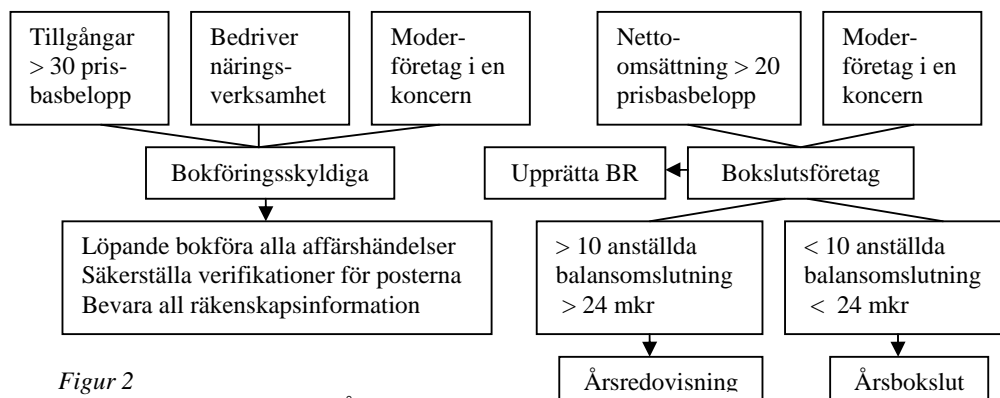 Tillgångar
> 30 pris-
basbelopp
Bedriver
närings-
verksamhet
Moder-
företag i en
koncern
Netto-
omsättning > 20
prisbasbelopp
Moder-
företag i en
koncern
Bokföringsskyldiga
Upprätta BR
Bokslutsföretag
Löpande bokföra alla affärshändelser
Säkerställa verifikationer för posterna
Bevara all räkenskapsinformation
> 10 anställda
balansomslutning
> 24 mkr
< 10 anställda
balansomslutning
< 24 mkr
Figur 2
Årsredovisning
Årsbokslut